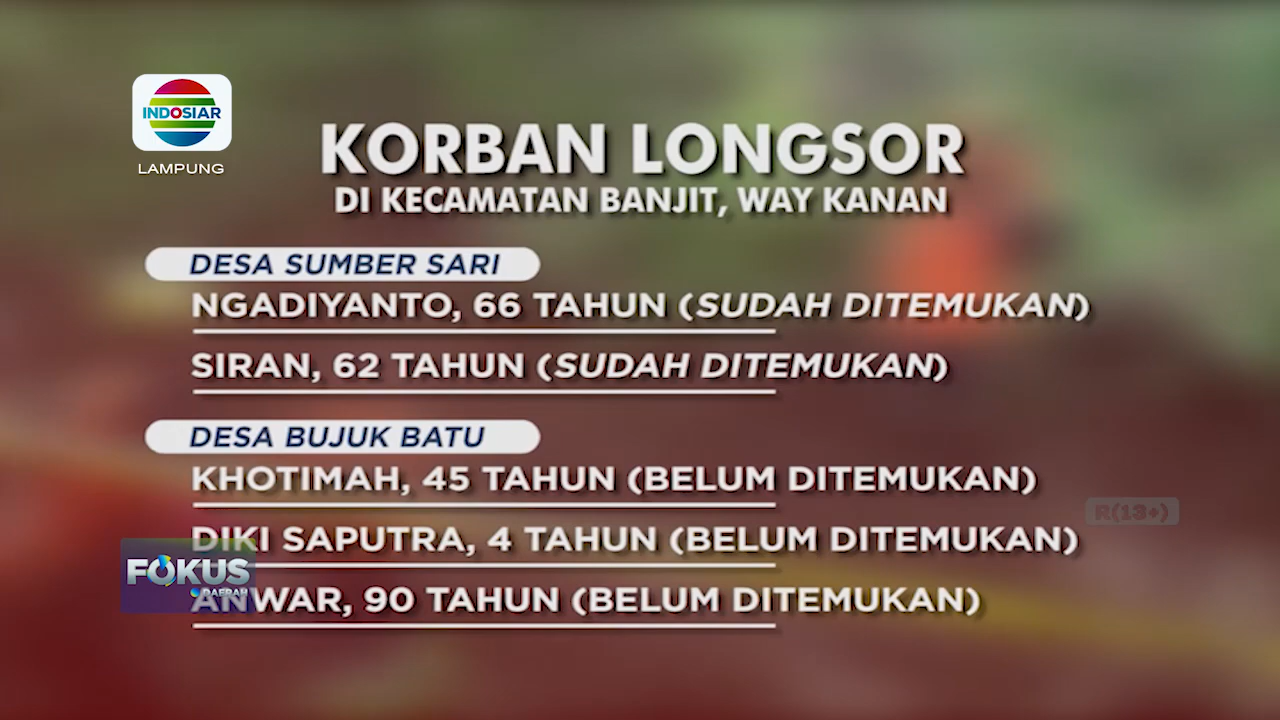 INDOSIAR
LAMPUNG
KORBAN LONGSOR
DI KECAMATAN BANJIT, WAY KANAN
DESA SUMBER SARI
NGADIYANTO, 66 TAHUN (SUDAH DITEMUKAN)
SIRAN, 62 TAHUN (SUDAH DITEMUKAN)
DESA BUJUK BATU
KHOTIMAH, 45 TAHUN (BELUM DITEMUKAN)
R(13+)
DIKI SAPUTRA, 4 TAHUN (BELUM DITEMUKAN)
FOKUS
DAERAH
ANWAR, 90 TAHUN (BELUM DITEMUKAN)